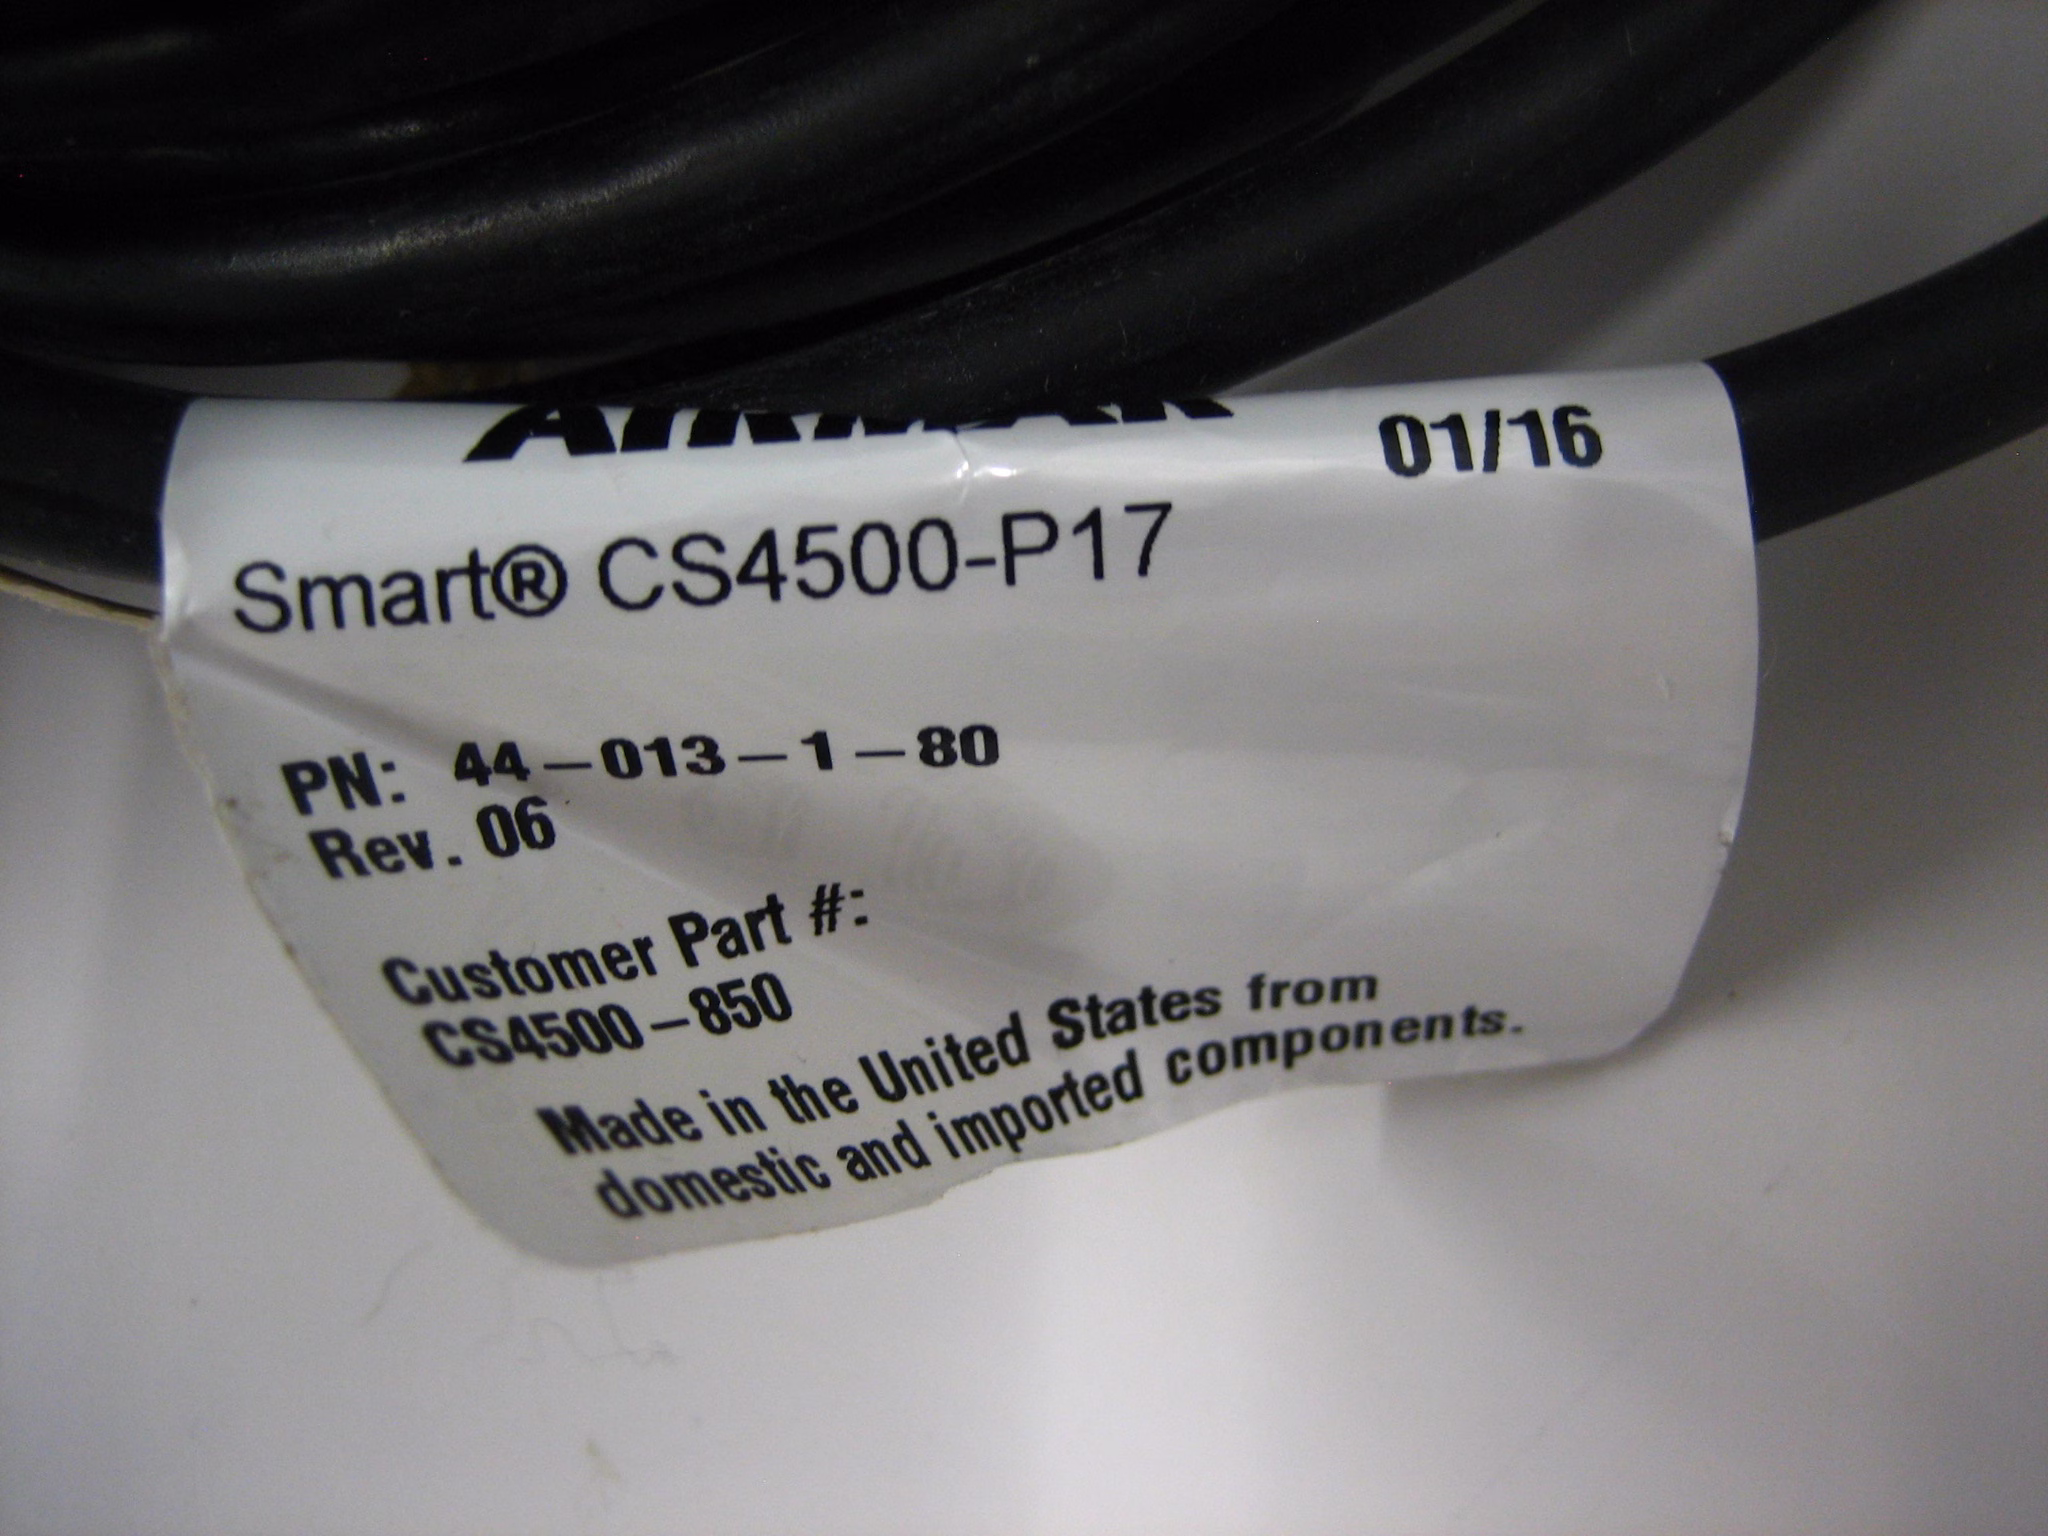 AIRMAR
01/16
Smart® CS4500-P17
PN: 44-013-1-80
Rev. 06
Customer Part #:
CS4500-850
Made in the United States from
domestic and imported components.